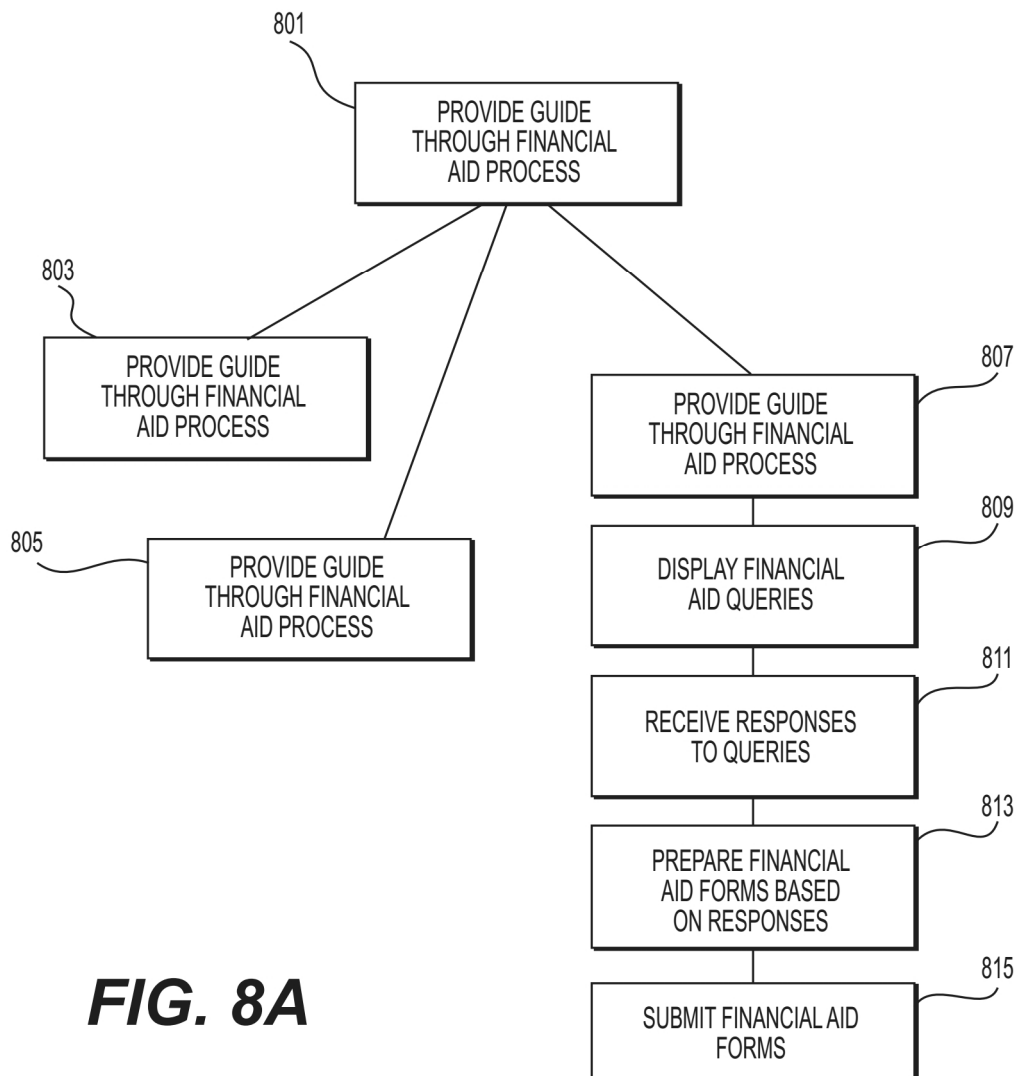 801
PROVIDE GUIDE
THROUGH FINANCIAL
AID PROCESS
803
PROVIDE GUIDE
THROUGH FINANCIAL
AID PROCESS
805
PROVIDE GUIDE
THROUGH FINANCIAL
AID PROCESS
807
PROVIDE GUIDE
THROUGH FINANCIAL
AID PROCESS
809
DISPLAY FINANCIAL
AID QUERIES
811
RECEIVE RESPONSES
TO QUERIES
813
PREPARE FINANCIAL
AID FORMS BASED
ON RESPONSES
815
SUBMIT FINANCIAL AID
FORMS
FIG. 8A